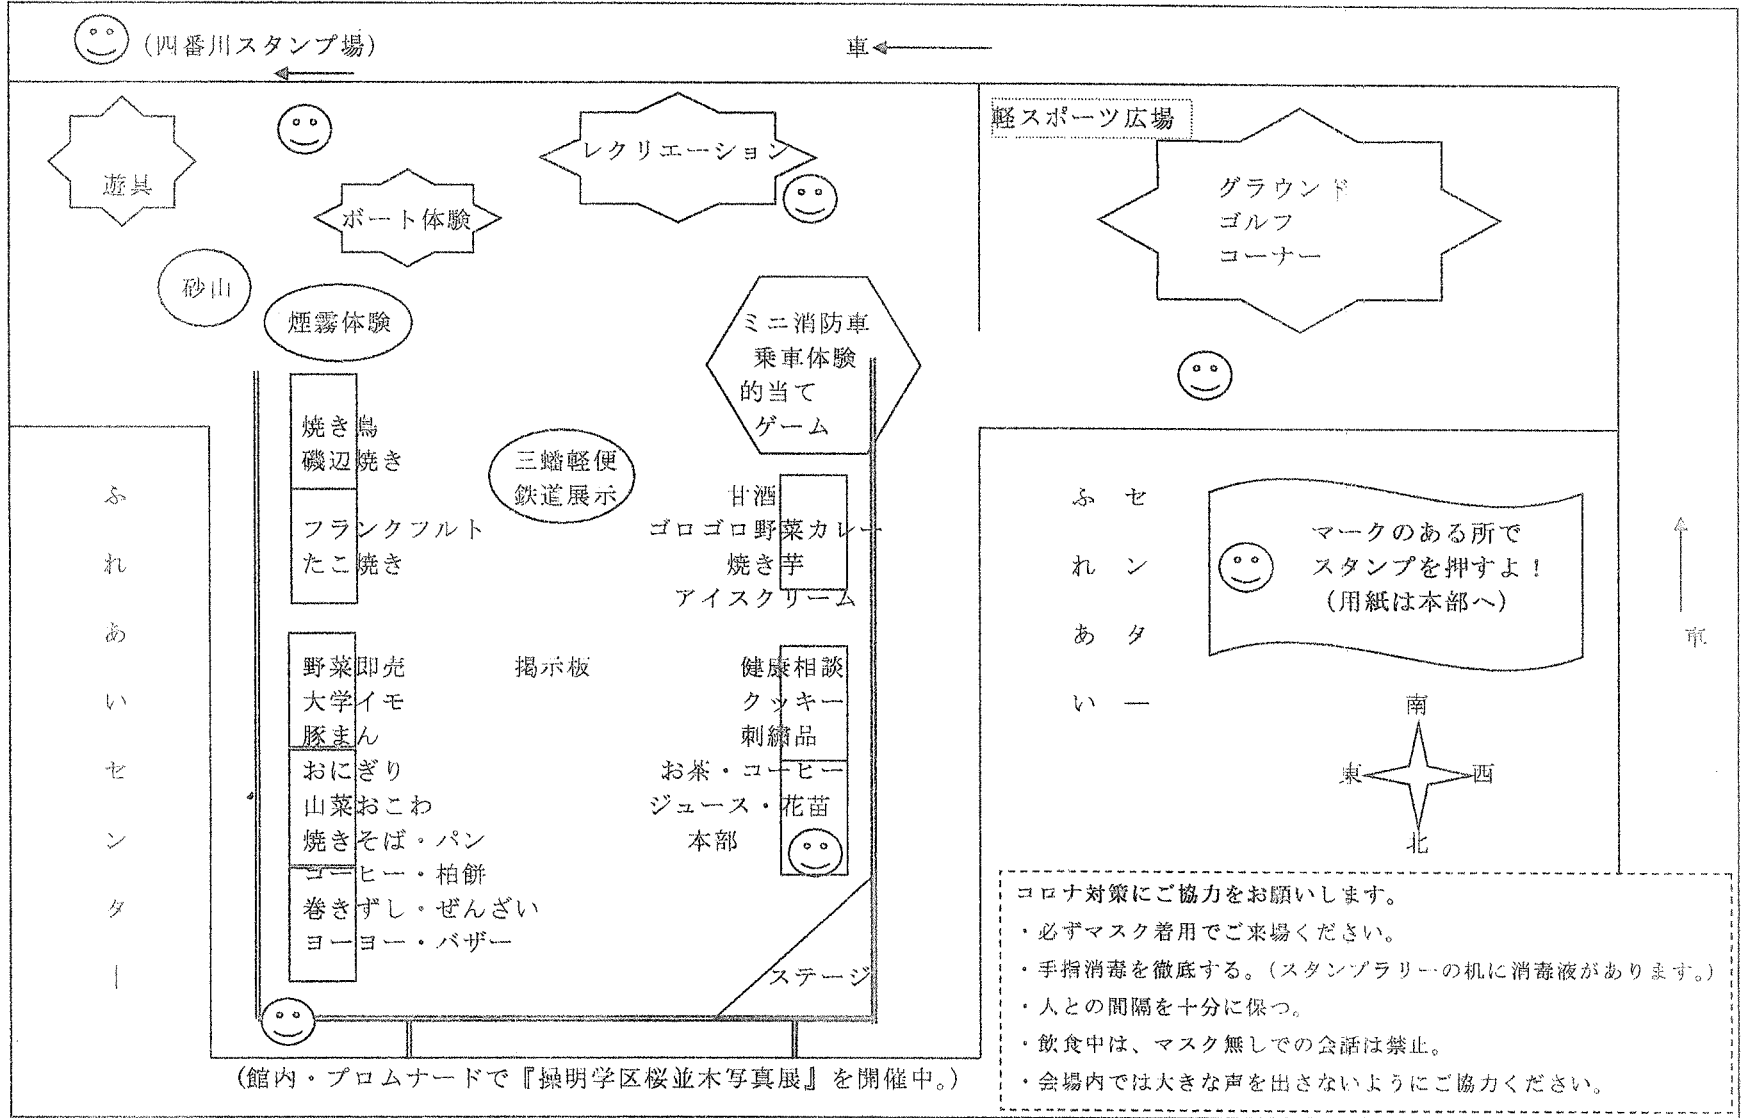 (四番川スタンプ場)
車
遊具
レクリエーション
ボート体験
砂山
煙霧体験
軽スポーツ広場
グラウンド
ゴルフ
コーナー
ミニ消防車
乗車体験
的当て
ゲーム
焼き鳥
磯辺焼き
フランクフルト
たこ焼き
三蟠軽便
鉄道展示
甘酒
ゴロゴロ野菜カレー
焼き芋
アイスクリーム
野菜即売
大学イモ
豚まん
おにぎり
山菜おこわ
焼きそば・パン
コーヒー・柏餅
巻きずし・ぜんざい
ヨーヨー・バザー
掲示板
健康相談
クッキー
刺繍品
お茶・コーヒー
ジュース・花苗
本部
ステージ
ふれあいセンター
ふれあい
センター
マークのある所で
スタンプを押すよ！
(用紙は本部へ)
車
南
東
西
北
コロナ対策にご協力をお願いします。
・必ずマスク着用でご来場ください。
・手指消毒を徹底する。(スタンプラリーの机に消毒液があります。)
・人との間隔を十分に保つ。
・飲食中は、マスク無しでの会話は禁止。
・会場内では大きな声を出さないようにご協力ください。
(館内・プロムナードで『操明学区桜並木写真展』を開催中。)